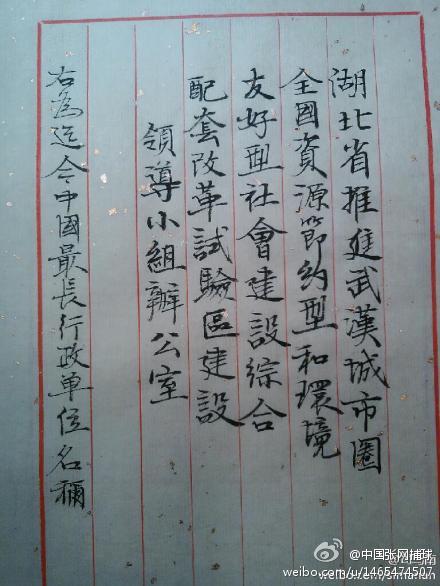 湖北省推進武漢城市圈
全國資源節約型和環境
友好型社會建設綜合
配套改革試驗區建設
領導小組辦公室
右為迄今中國最長行政單位名稱
中国张网捕球
weibo.com/u/1465474507